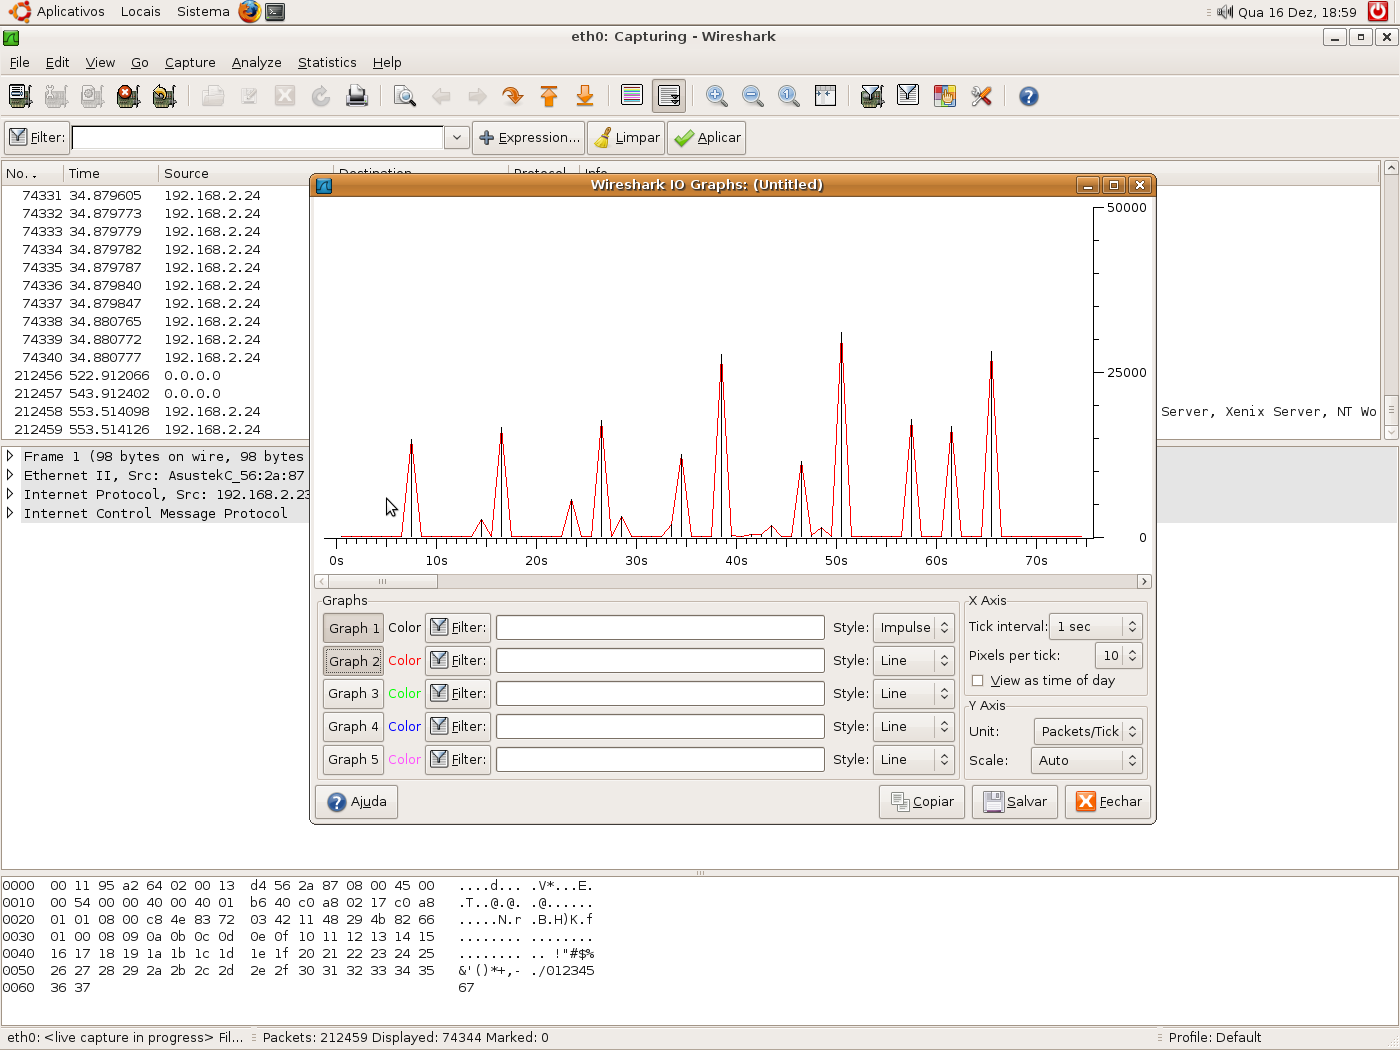 Aplicativos Locais Sistema Qua 16 Dez, 18:59
eth0: Capturing - Wireshark
File Edit View Go Capture Analyze Statistics Help
Filter: Expression... Limpar Aplicar
No. . Time Source Destination Protocol Info
74331 34.879605 192.168.2.24
74332 34.879773 192.168.2.24
74333 34.879779 192.168.2.24
74334 34.879782 192.168.2.24
74335 34.879787 192.168.2.24
74336 34.879840 192.168.2.24
74337 34.879847 192.168.2.24
74338 34.880765 192.168.2.24
74339 34.880772 192.168.2.24
74340 34.880777 192.168.2.24
212456 522.912066 0.0.0.0
212457 543.912402 0.0.0.0
212458 553.514098 192.168.2.24 Server, Xenix Server, NT Wo
212459 553.514126 192.168.2.24
Frame 1 (98 bytes on wire, 98 bytes
Ethernet II, Src: AsustekC_56:2a:87
Internet Protocol, Src: 192.168.2.23
Internet Control Message Protocol
Wireshark IO Graphs: (Untitled)
50000
25000
0
0s 10s 20s 30s 40s 50s 60s 70s
Graphs
Graph 1 Color Filter: Style: Impulse
Graph 2 Color Filter: Style: Line
Graph 3 Color Filter: Style: Line
Graph 4 Color Filter: Style: Line
Graph 5 Color Filter: Style: Line
X Axis
Tick interval: 1 sec
Pixels per tick: 10
View as time of day
Y Axis
Unit: Packets/Tick
Scale: Auto
Ajuda Copiar Salvar Fechar
0000 00 11 95 a2 64 02 00 13 d4 56 2a 87 08 00 45 00 ....d... .V*...E.
0010 00 54 00 00 40 00 40 01 b6 40 c0 a8 02 17 c0 a8 .T..@.@. .@......
0020 01 01 08 00 c8 4e 83 72 03 42 11 48 29 4b 82 66 .....N.r .B.H)K.f
0030 01 00 08 09 0a 0b 0c 0d 0e 0f 10 11 12 13 14 15 ........ ........
0040 16 17 18 19 1a 1b 1c 1d 1e 1f 20 21 22 23 24 25 ........ .. !"#$%
0050 26 27 28 29 2a 2b 2c 2d 2e 2f 30 31 32 33 34 35 &'()*+,- ./012345
0060 36 37 67
eth0: <live capture in progress> Fil... Packets: 212459 Displayed: 74344 Marked: 0 Profile: Default